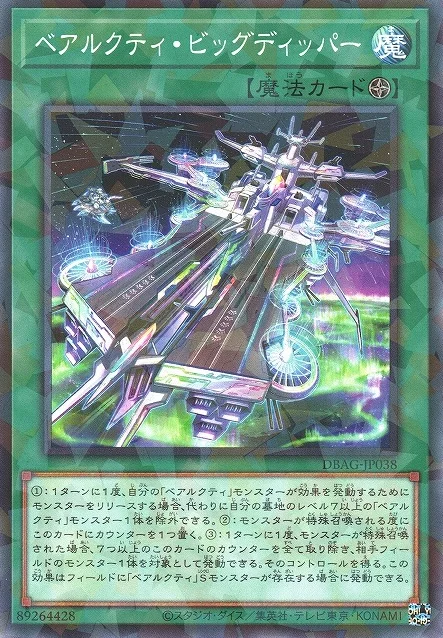 ベアルクティ・ビッグディッパー
魔
【魔法カード】
DBAG-JP038
①:1ターンに1度、自分の「ベアルクティ」モンスターが効果を発動するために
モンスターをリリースする場合、代わりに自分の墓地のレベル7以上の「ベアルク
ティ」モンスター1体を除外できる。②:モンスターが特殊召喚される度に
このカードにカウンターを1つ置く。③:1ターンに1度、モンスターが特殊召喚
された場合、7つ以上のこのカードのカウンターを全て取り除き、相手フィー
ルドのモンスター1体を対象として発動できる。そのコントロールを得る。この
効果はフィールドに「ベアルクティ」Sモンスターが存在する場合に発動できる。
89264428
©スタジオ・ダイス/集英社・テレビ東京・KONAMI